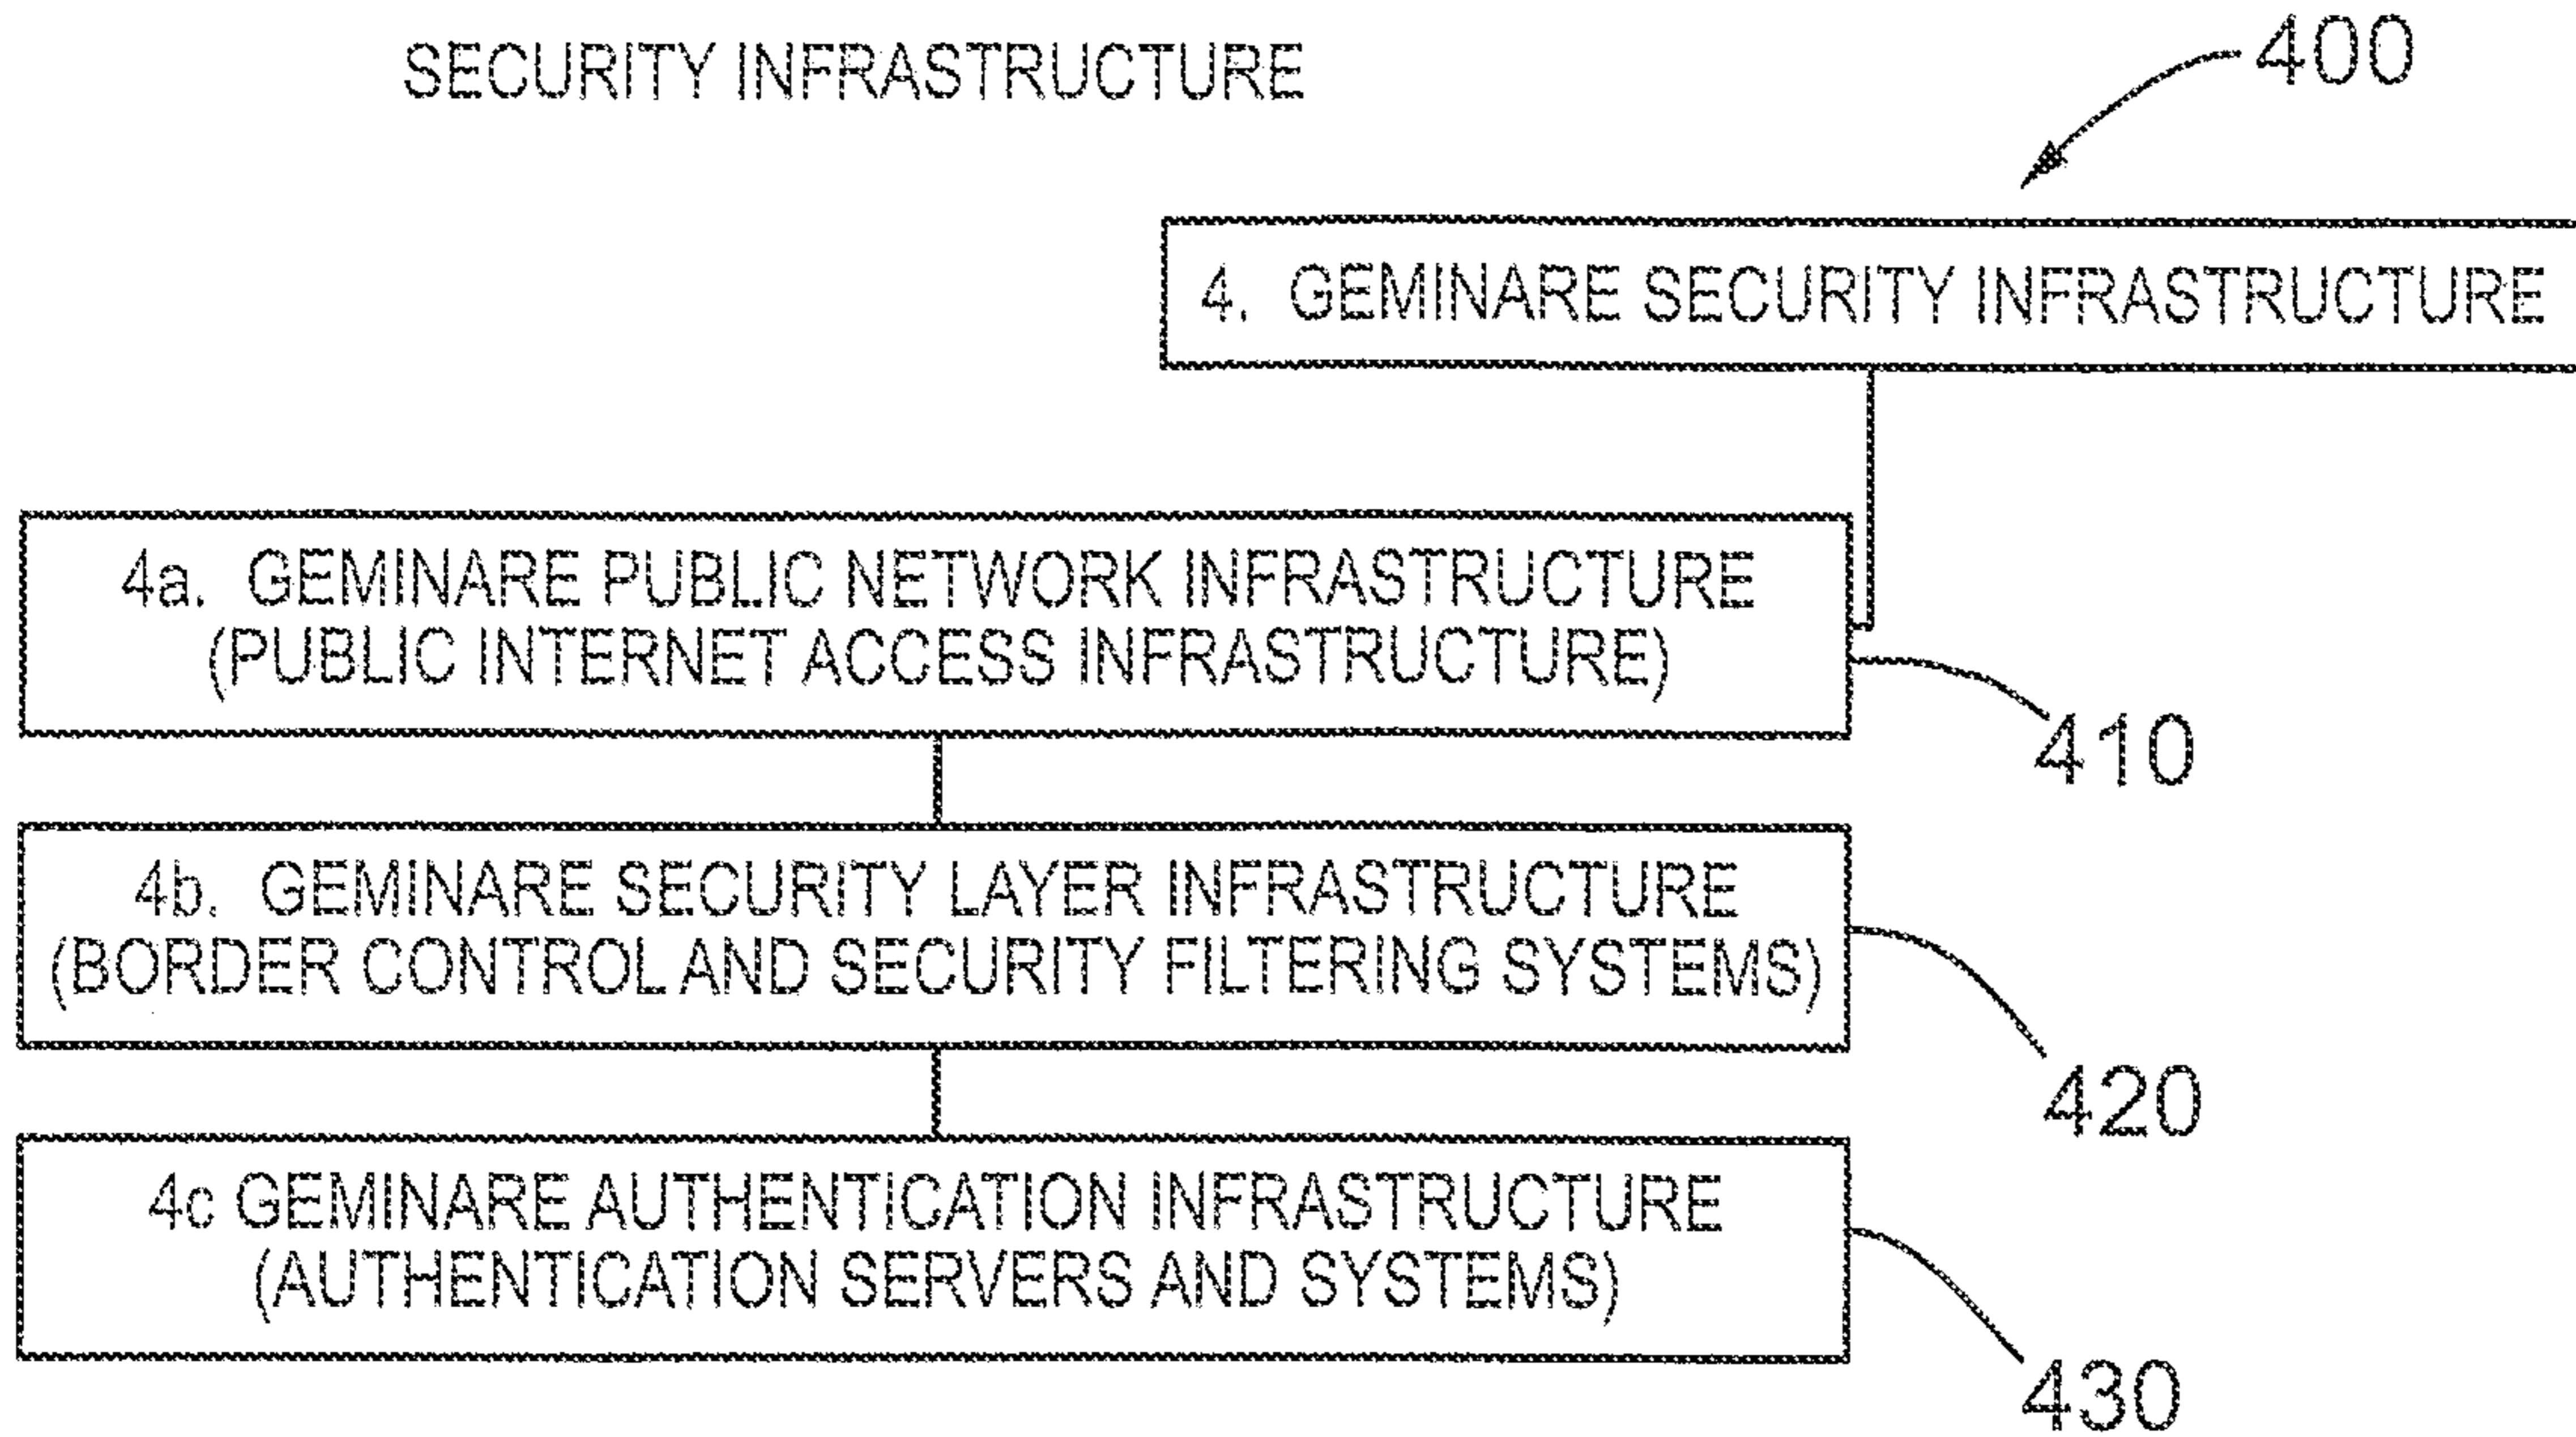 SECURITY INFRASTRUCTURE
400
4. GEMINARE SECURITY INFRASTRUCTURE
4a. GEMINARE PUBLIC NETWORK INFRASTRUCTURE
(PUBLIC INTERNET ACCESS INFRASTRUCTURE)
410
4b. GEMINARE SECURITY LAYER INFRASTRUCTURE
(BORDER CONTROL AND SECURITY FILTERING SYSTEMS)
420
4c GEMINARE AUTHENTICATION INFRASTRUCTURE
(AUTHENTICATION SERVERS AND SYSTEMS)
430